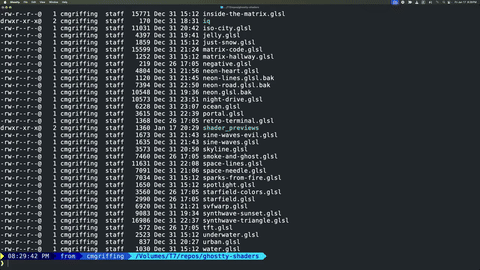 -rw-r--r--@ 1 cmgriffing staff 15771 Dec 31 15:12 inside-the-matrix.glsl
drwxr-xr-x@ 2 cmgriffing staff 170 Dec 31 18:31 iq
-rw-r--r--@ 1 cmgriffing staff 11031 Dec 31 20:42 iso-city.glsl
-rw-r--r--@ 1 cmgriffing staff 4397 Dec 31 19:41 jelly.glsl
-rw-r--r--@ 1 cmgriffing staff 1859 Dec 31 15:12 just-snow.glsl
-rw-r--r--@ 1 cmgriffing staff 15599 Dec 31 21:24 matrix-code.glsl
-rw-r--r--@ 1 cmgriffing staff 1252 Dec 31 15:12 matrix-hallway.glsl
-rw-r--r--@ 1 cmgriffing staff 219 Dec 26 17:05 negative.glsl
-rw-r--r--@ 1 cmgriffing staff 4804 Dec 31 21:56 neon-heart.glsl
-rw-r--r--@ 1 cmgriffing staff 1120 Dec 31 21:45 neon-lines.glsl.bak
-rw-r--r--@ 1 cmgriffing staff 7394 Dec 31 22:50 neon-road.glsl.bak
-rw-r--r--@ 1 cmgriffing staff 10548 Dec 31 19:36 neon.glsl.bak
-rw-r--r--@ 1 cmgriffing staff 10573 Dec 31 23:51 night-drive.glsl
-rw-r--r--@ 1 cmgriffing staff 6228 Dec 31 23:07 ocean.glsl
-rw-r--r--@ 1 cmgriffing staff 3615 Dec 31 22:39 portal.glsl
-rw-r--r--@ 1 cmgriffing staff 1368 Dec 26 17:05 retro-terminal.glsl
drwxr-xr-x@ 2 cmgriffing staff 1360 Jan 17 20:29 shader_previews
-rw-r--r--@ 1 cmgriffing staff 1673 Dec 31 21:43 sine-waves-evil.glsl
-rw-r--r--@ 1 cmgriffing staff 1635 Dec 31 21:43 sine-waves.glsl
-rw-r--r--@ 1 cmgriffing staff 3573 Dec 31 20:50 skyline.glsl
-rw-r--r--@ 1 cmgriffing staff 7460 Dec 26 17:05 smoke-and-ghost.glsl
-rw-r--r--@ 1 cmgriffing staff 11631 Dec 31 22:08 space-lines.glsl
-rw-r--r--@ 1 cmgriffing staff 7091 Dec 31 21:06 space-needle.glsl
-rw-r--r--@ 1 cmgriffing staff 7034 Dec 31 15:12 sparks-from-fire.glsl
-rw-r--r--@ 1 cmgriffing staff 1650 Dec 31 15:12 spotlight.glsl
-rw-r--r--@ 1 cmgriffing staff 3560 Dec 26 15:05 starfield-colors.glsl
-rw-r--r--@ 1 cmgriffing staff 2990 Dec 26 17:05 starfield.glsl
-rw-r--r--@ 1 cmgriffing staff 6920 Dec 31 21:21 svfwarp.glsl
-rw-r--r--@ 1 cmgriffing staff 9083 Dec 31 19:34 synthwave-sunset.glsl
-rw-r--r--@ 1 cmgriffing staff 16986 Dec 31 22:37 synthwave-triangle.glsl
-rw-r--r--@ 1 cmgriffing staff 572 Dec 26 17:05 tft.glsl
-rw-r--r--@ 1 cmgriffing staff 2523 Dec 31 15:12 underwater.glsl
-rw-r--r--@ 1 cmgriffing staff 837 Dec 31 20:27 urban.glsl
-rw-r--r--@ 1 cmgriffing staff 1030 Dec 31 15:12 water.glsl
08:29:42 PM from cmgriffing /Volumes/T7/repos/ghostty-shaders